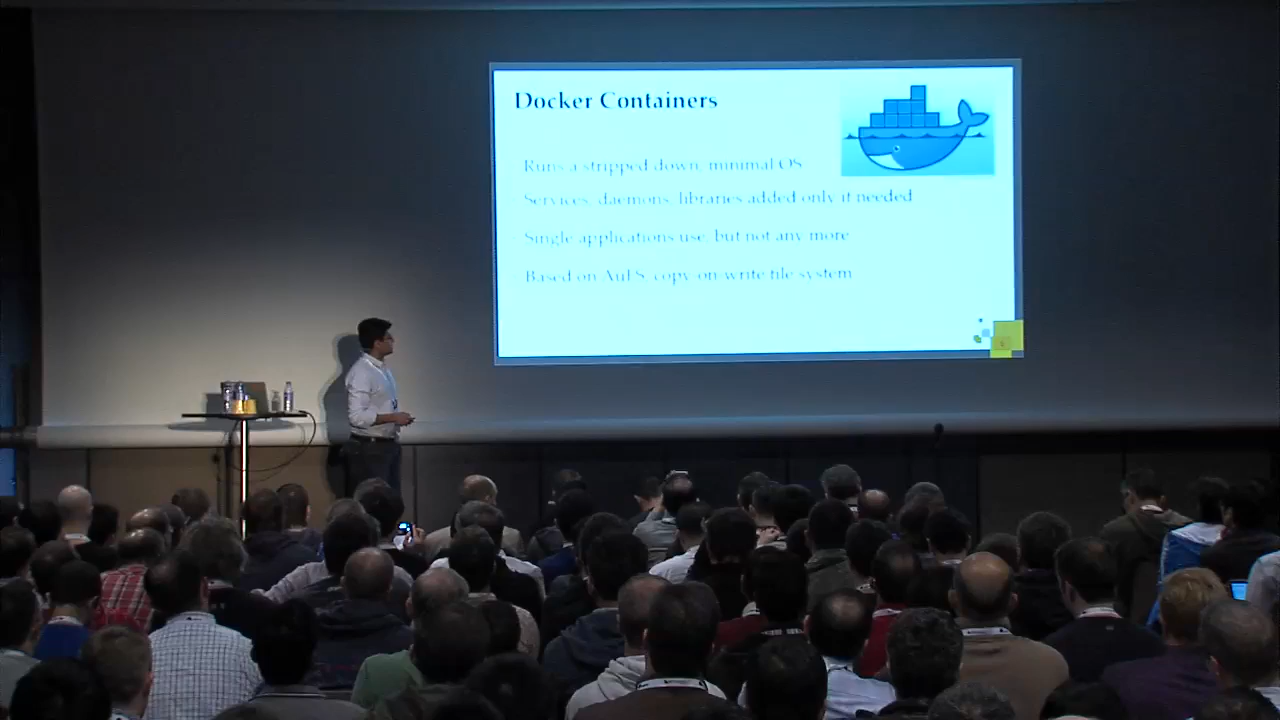 Docker Containers
Runs a stripped down, minimal OS
Services, daemons, libraries added only if needed
Single applications use, but not any more
Based on AuFS, copy-on-write file system